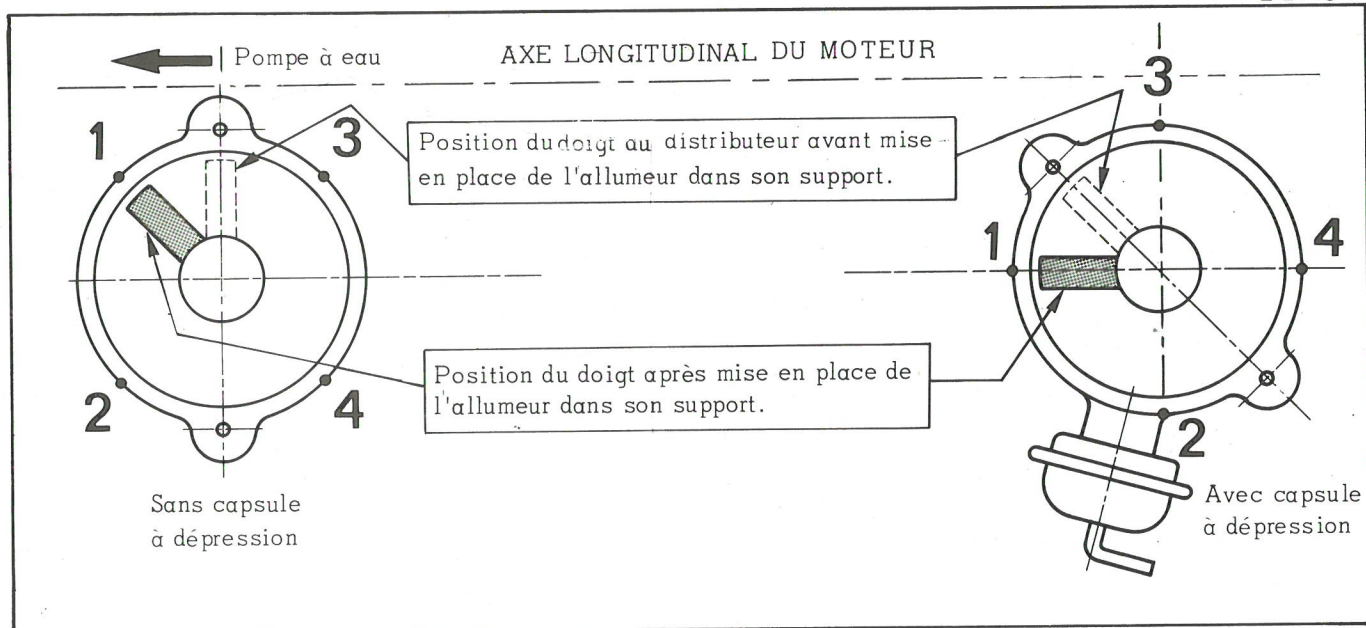 Pompe à eau
AXE LONGITUDINAL DU MOTEUR
1
3
Position du doigt au distributeur avant mise
en place de l'allumeur dans son support.
3
1
4
2
4
Position du doigt après mise en place de
l'allumeur dans son support.
2
Sans capsule
à dépression
Avec capsule
à dépression